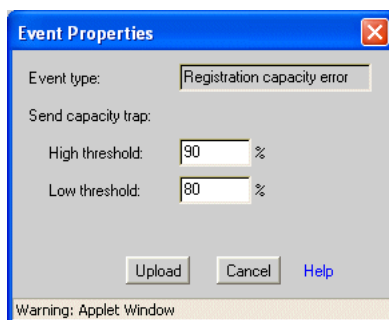 Event Properties
Event type: Registration capacity error
Send capacity trap:
High threshold: 90 %
Low threshold: 80 %
Upload Cancel Help
Warning: Applet Window